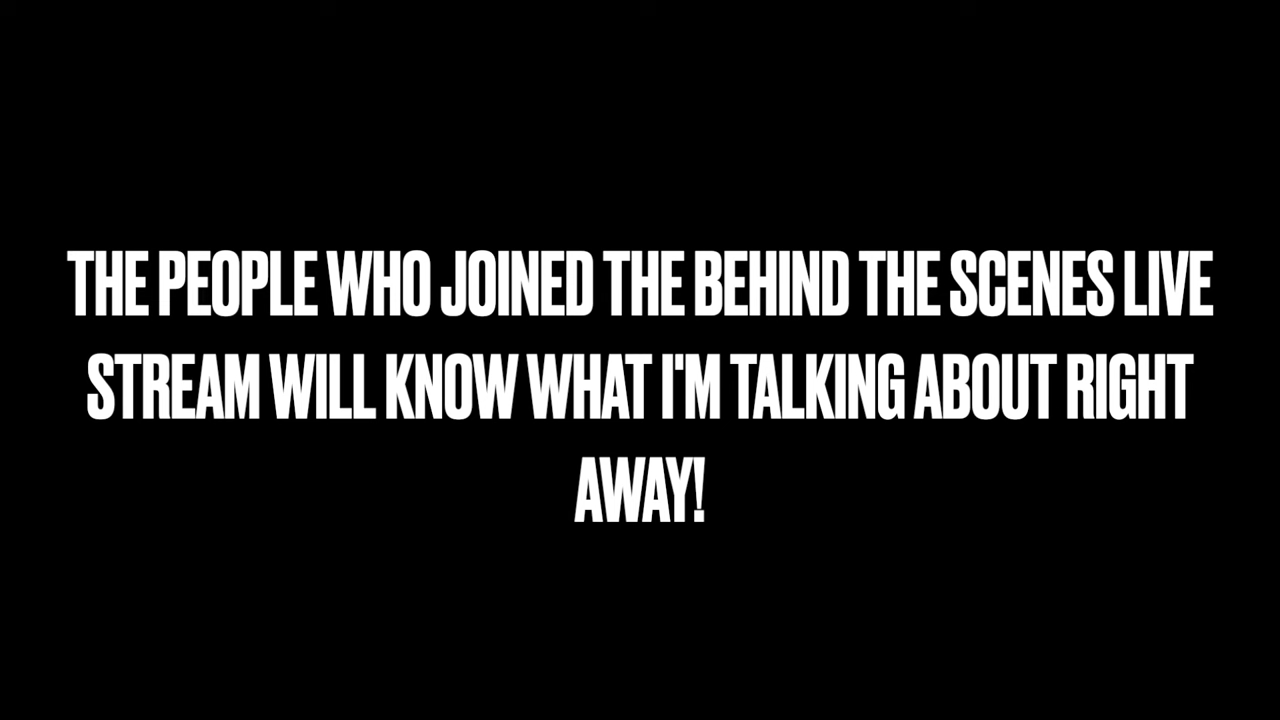 THE PEOPLE WHO JOINED THE BEHIND THE SCENES LIVE
STREAM WILL KNOW WHAT I'M TALKING ABOUT RIGHT
AWAY!